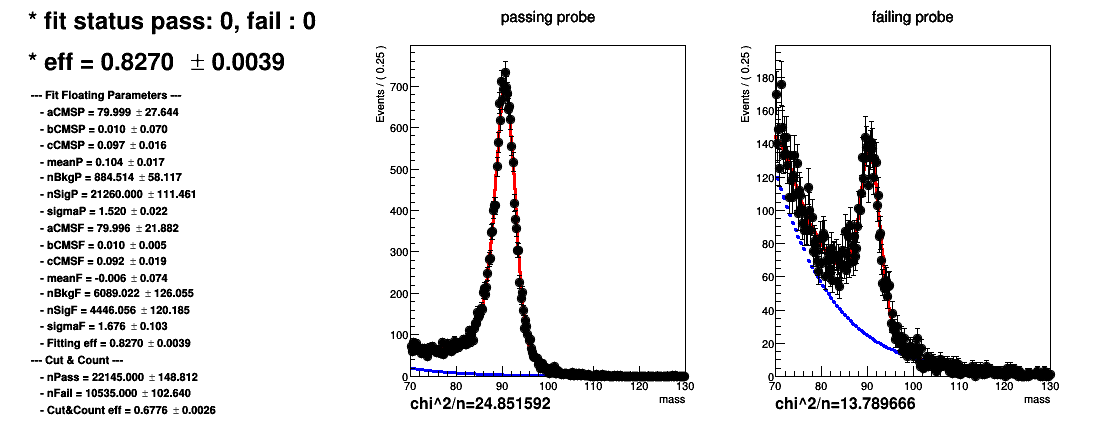 * fit status pass: 0, fail : 0
* eff = 0.8270 ± 0.0039
--- Fit Floating Parameters ---
- aCMSP = 79.999 ± 27.644
- bCMSP = 0.010 ± 0.070
- cCMSP = 0.097 ± 0.016
- meanP = 0.104 ± 0.017
- nBkgP = 884.514 ± 58.117
- nSigP = 21260.000 ± 111.461
- sigmaP = 1.520 ± 0.022
- aCMSF = 79.996 ± 21.882
- bCMSF = 0.010 ± 0.005
- cCMSF = 0.092 ± 0.019
- meanF = -0.006 ± 0.074
- nBkgF = 6089.022 ± 126.055
- nSigF = 4446.056 ± 120.185
- sigmaF = 1.676 ± 0.103
- Fitting eff = 0.8270 ± 0.0039
--- Cut & Count ---
- nPass = 22145.000 ± 148.812
- nFail = 10535.000 ± 102.640
- Cut&Count eff = 0.6776 ± 0.0026
passing probe
Events / ( 0.25 )
700
600
500
400
300
200
100
0
70 80 90 100 110 120 130
mass
chi^2/n=24.851592
failing probe
Events / ( 0.25 )
180
160
140
120
100
80
60
40
20
0
70 80 90 100 110 120 130
mass
chi^2/n=13.789666